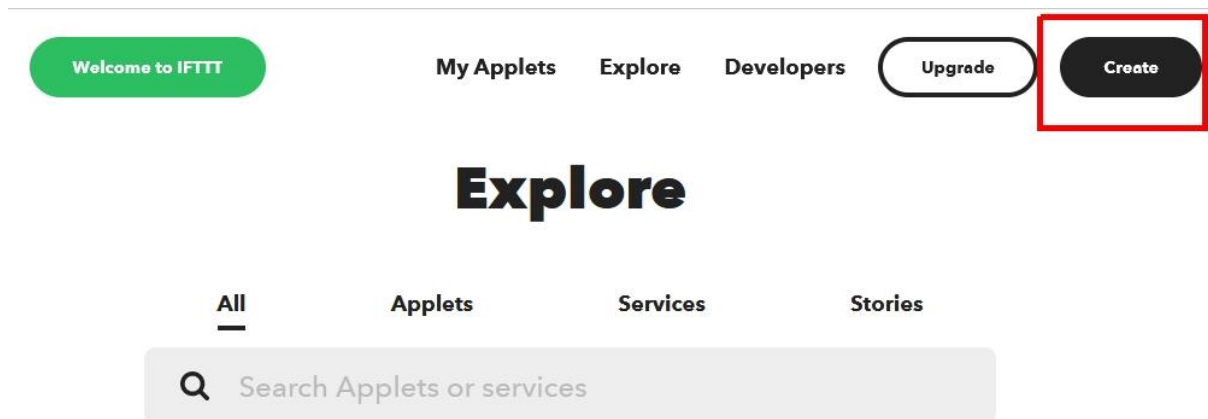 Welcome to IFTTT My Applets Explore Developers Upgrade Create
Explore
All Applets Services Stories
Search Applets or services